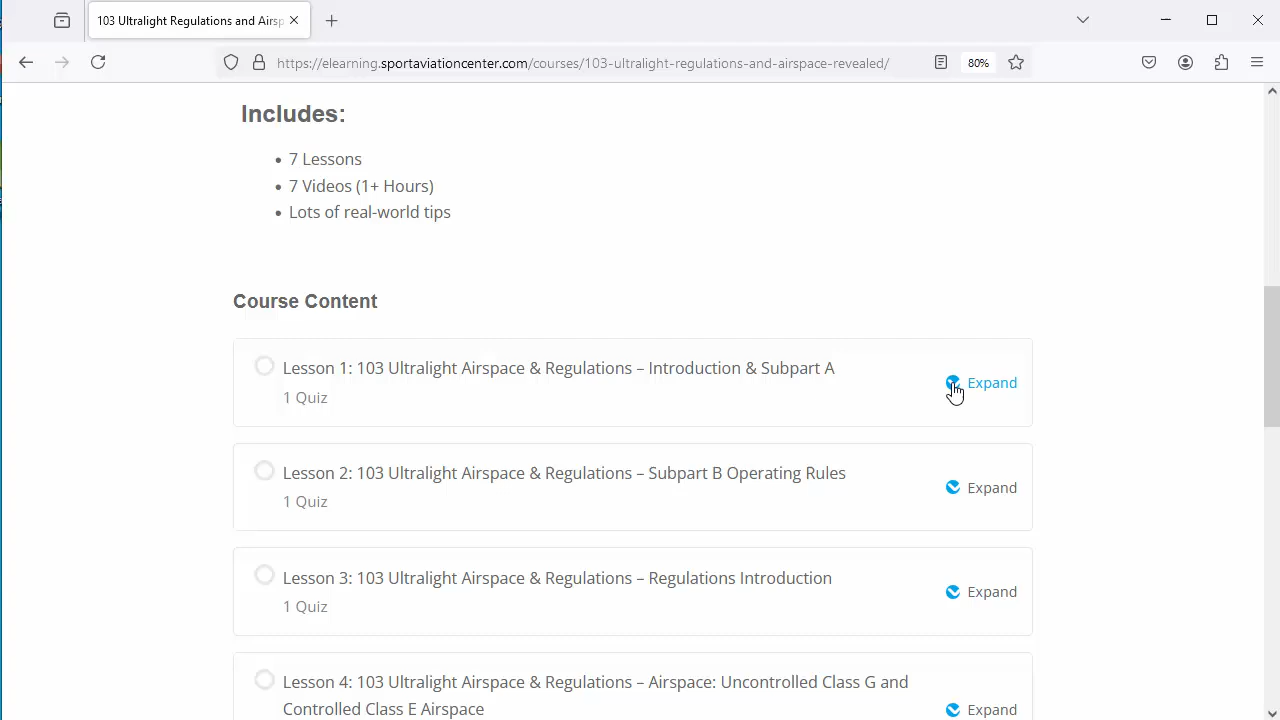 103 Ultralight Regulations and Airsp
https://elearning.sportaviationcenter.com/courses/103-ultralight-regulations-and-airspace-revealed/
80%
Includes:
• 7 Lessons
• 7 Videos (1+ Hours)
• Lots of real-world tips
Course Content
Lesson 1: 103 Ultralight Airspace & Regulations – Introduction & Subpart A
1 Quiz
Expand
Lesson 2: 103 Ultralight Airspace & Regulations – Subpart B Operating Rules
1 Quiz
Expand
Lesson 3: 103 Ultralight Airspace & Regulations – Regulations Introduction
1 Quiz
Expand
Lesson 4: 103 Ultralight Airspace & Regulations – Airspace: Uncontrolled Class G and
Controlled Class E Airspace
Expand